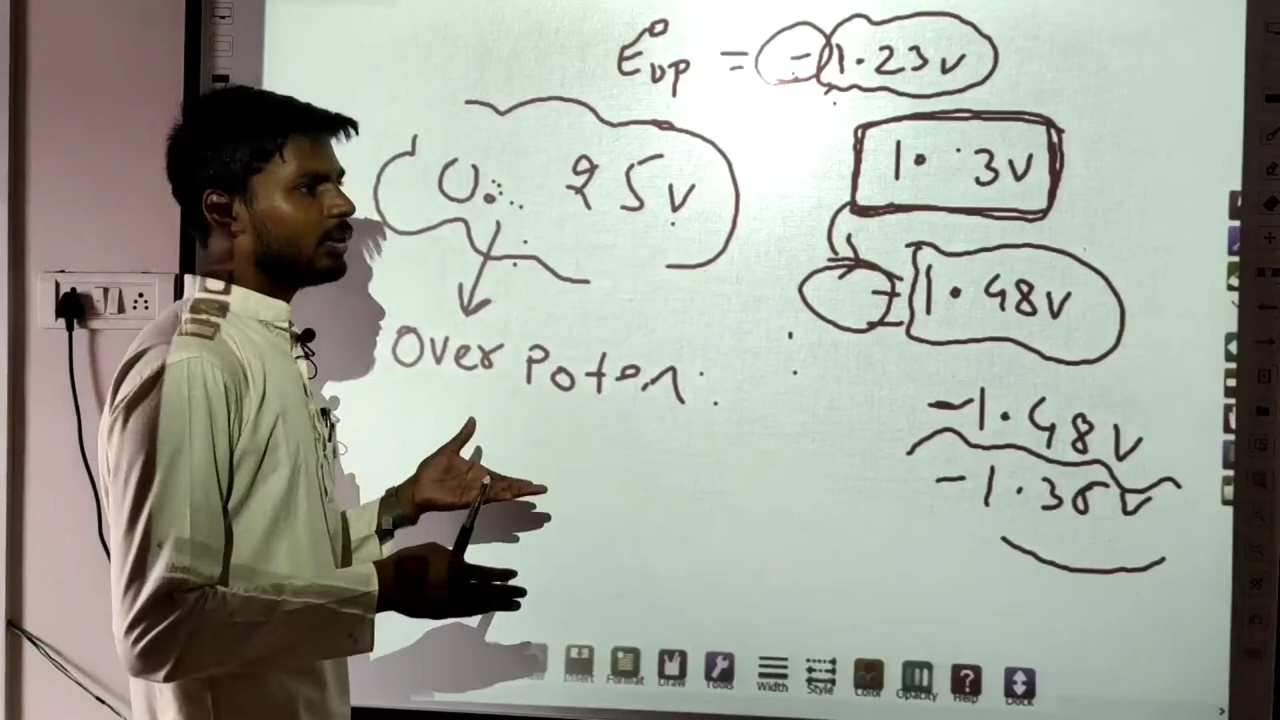 E°op = -1.23v
0. 25v
1. 3v
-1.48v
Over Poten.
-1.48v
-1.36v
Insert Format Draw Tools Width Style Color Opacity Help Dock